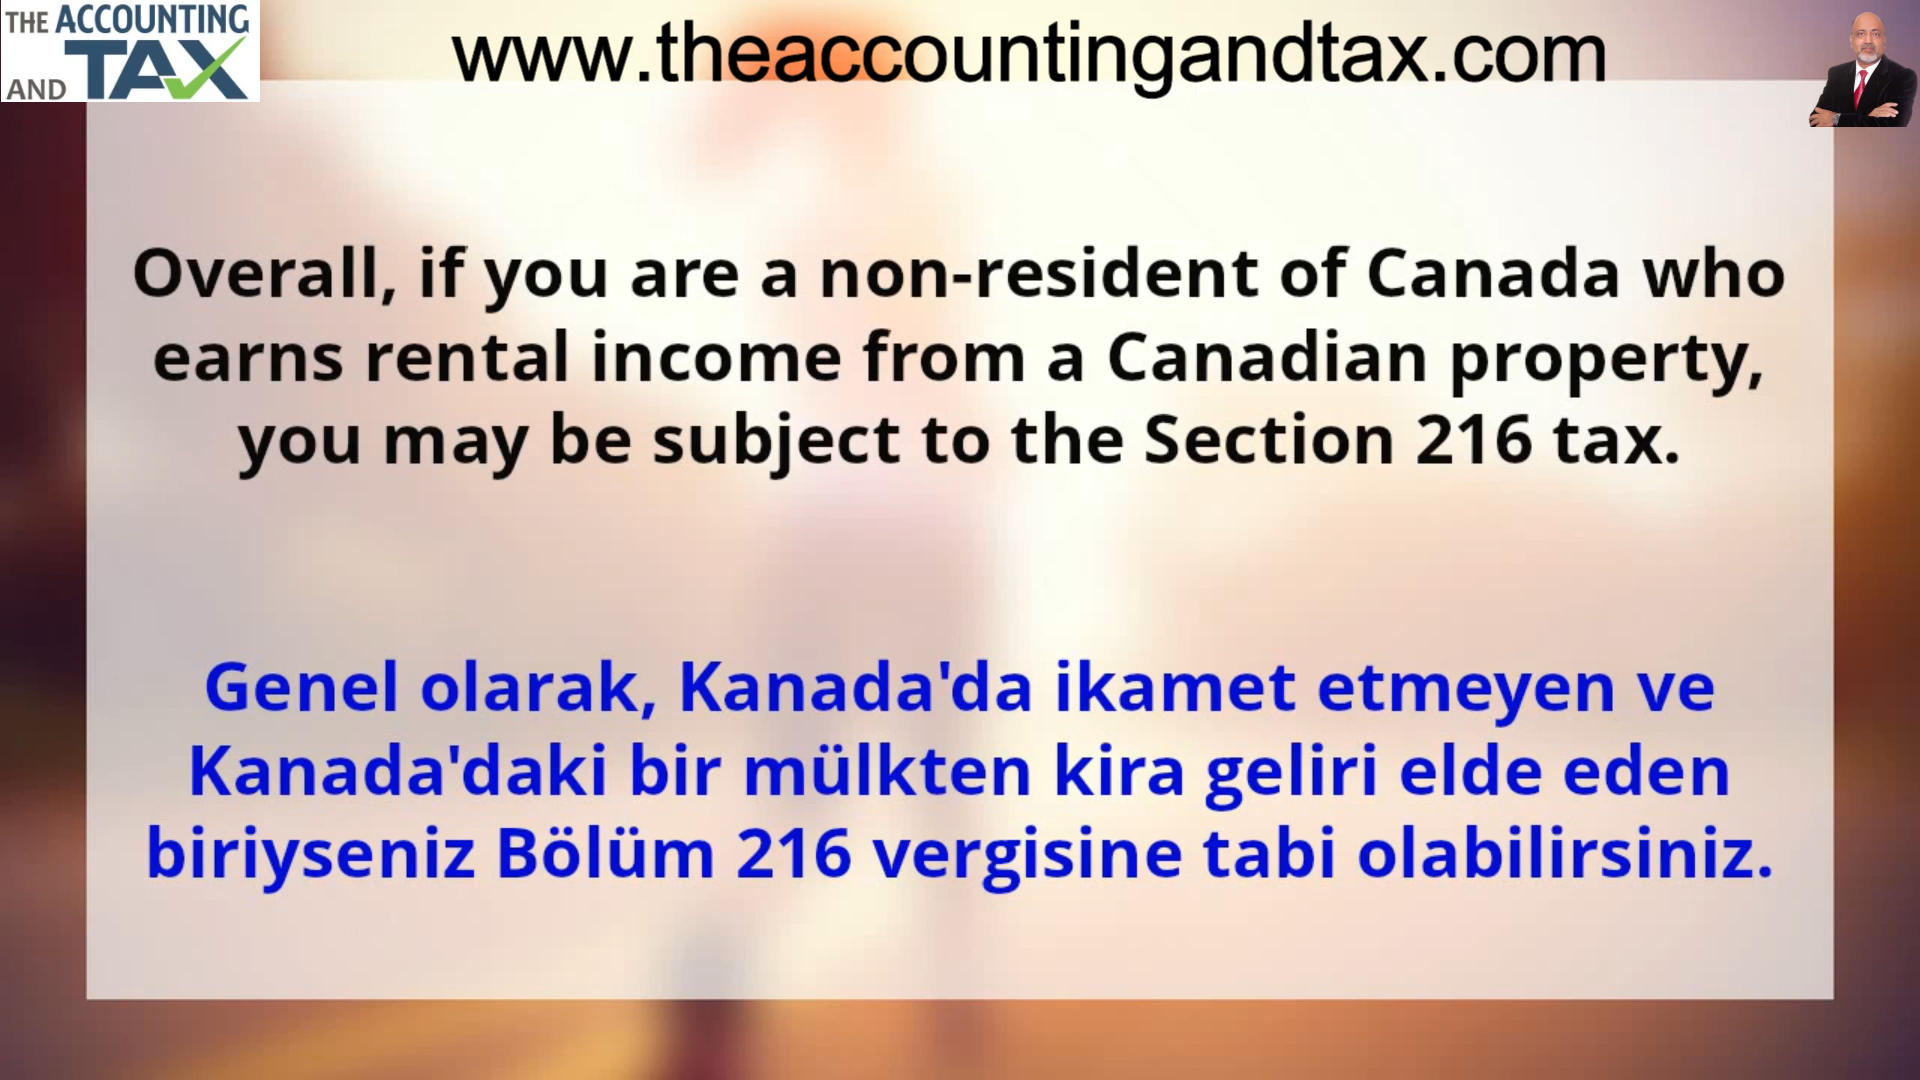 THE ACCOUNTING
AND TAX
www.theaccountingandtax.com
Overall, if you are a non-resident of Canada who
earns rental income from a Canadian property,
you may be subject to the Section 216 tax.
Genel olarak, Kanada'da ikamet etmeyen ve
Kanada'daki bir mülkten kira geliri elde eden
biriyseniz Bölüm 216 vergisine tabi olabilirsiniz.